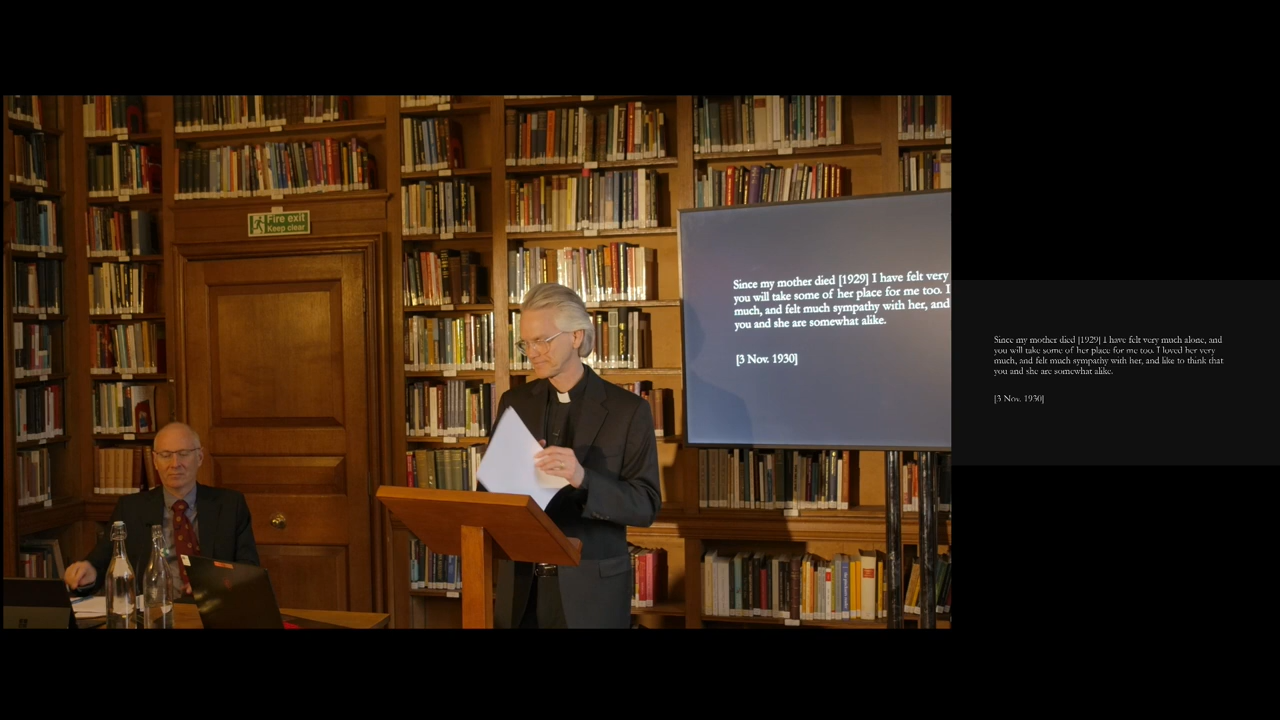 Fire exit
Keep clear
Since my mother died [1929] I have felt very
you will take some of her place for me too. I
much, and felt much sympathy with her, and
you and she are somewhat alike.
[3 Nov. 1930]
Since my mother died [1929] I have felt very much alone, and
you will take some of her place for me too. I loved her very
much, and felt much sympathy with her, and like to think that
you and she are somewhat alike.
[3 Nov. 1930]